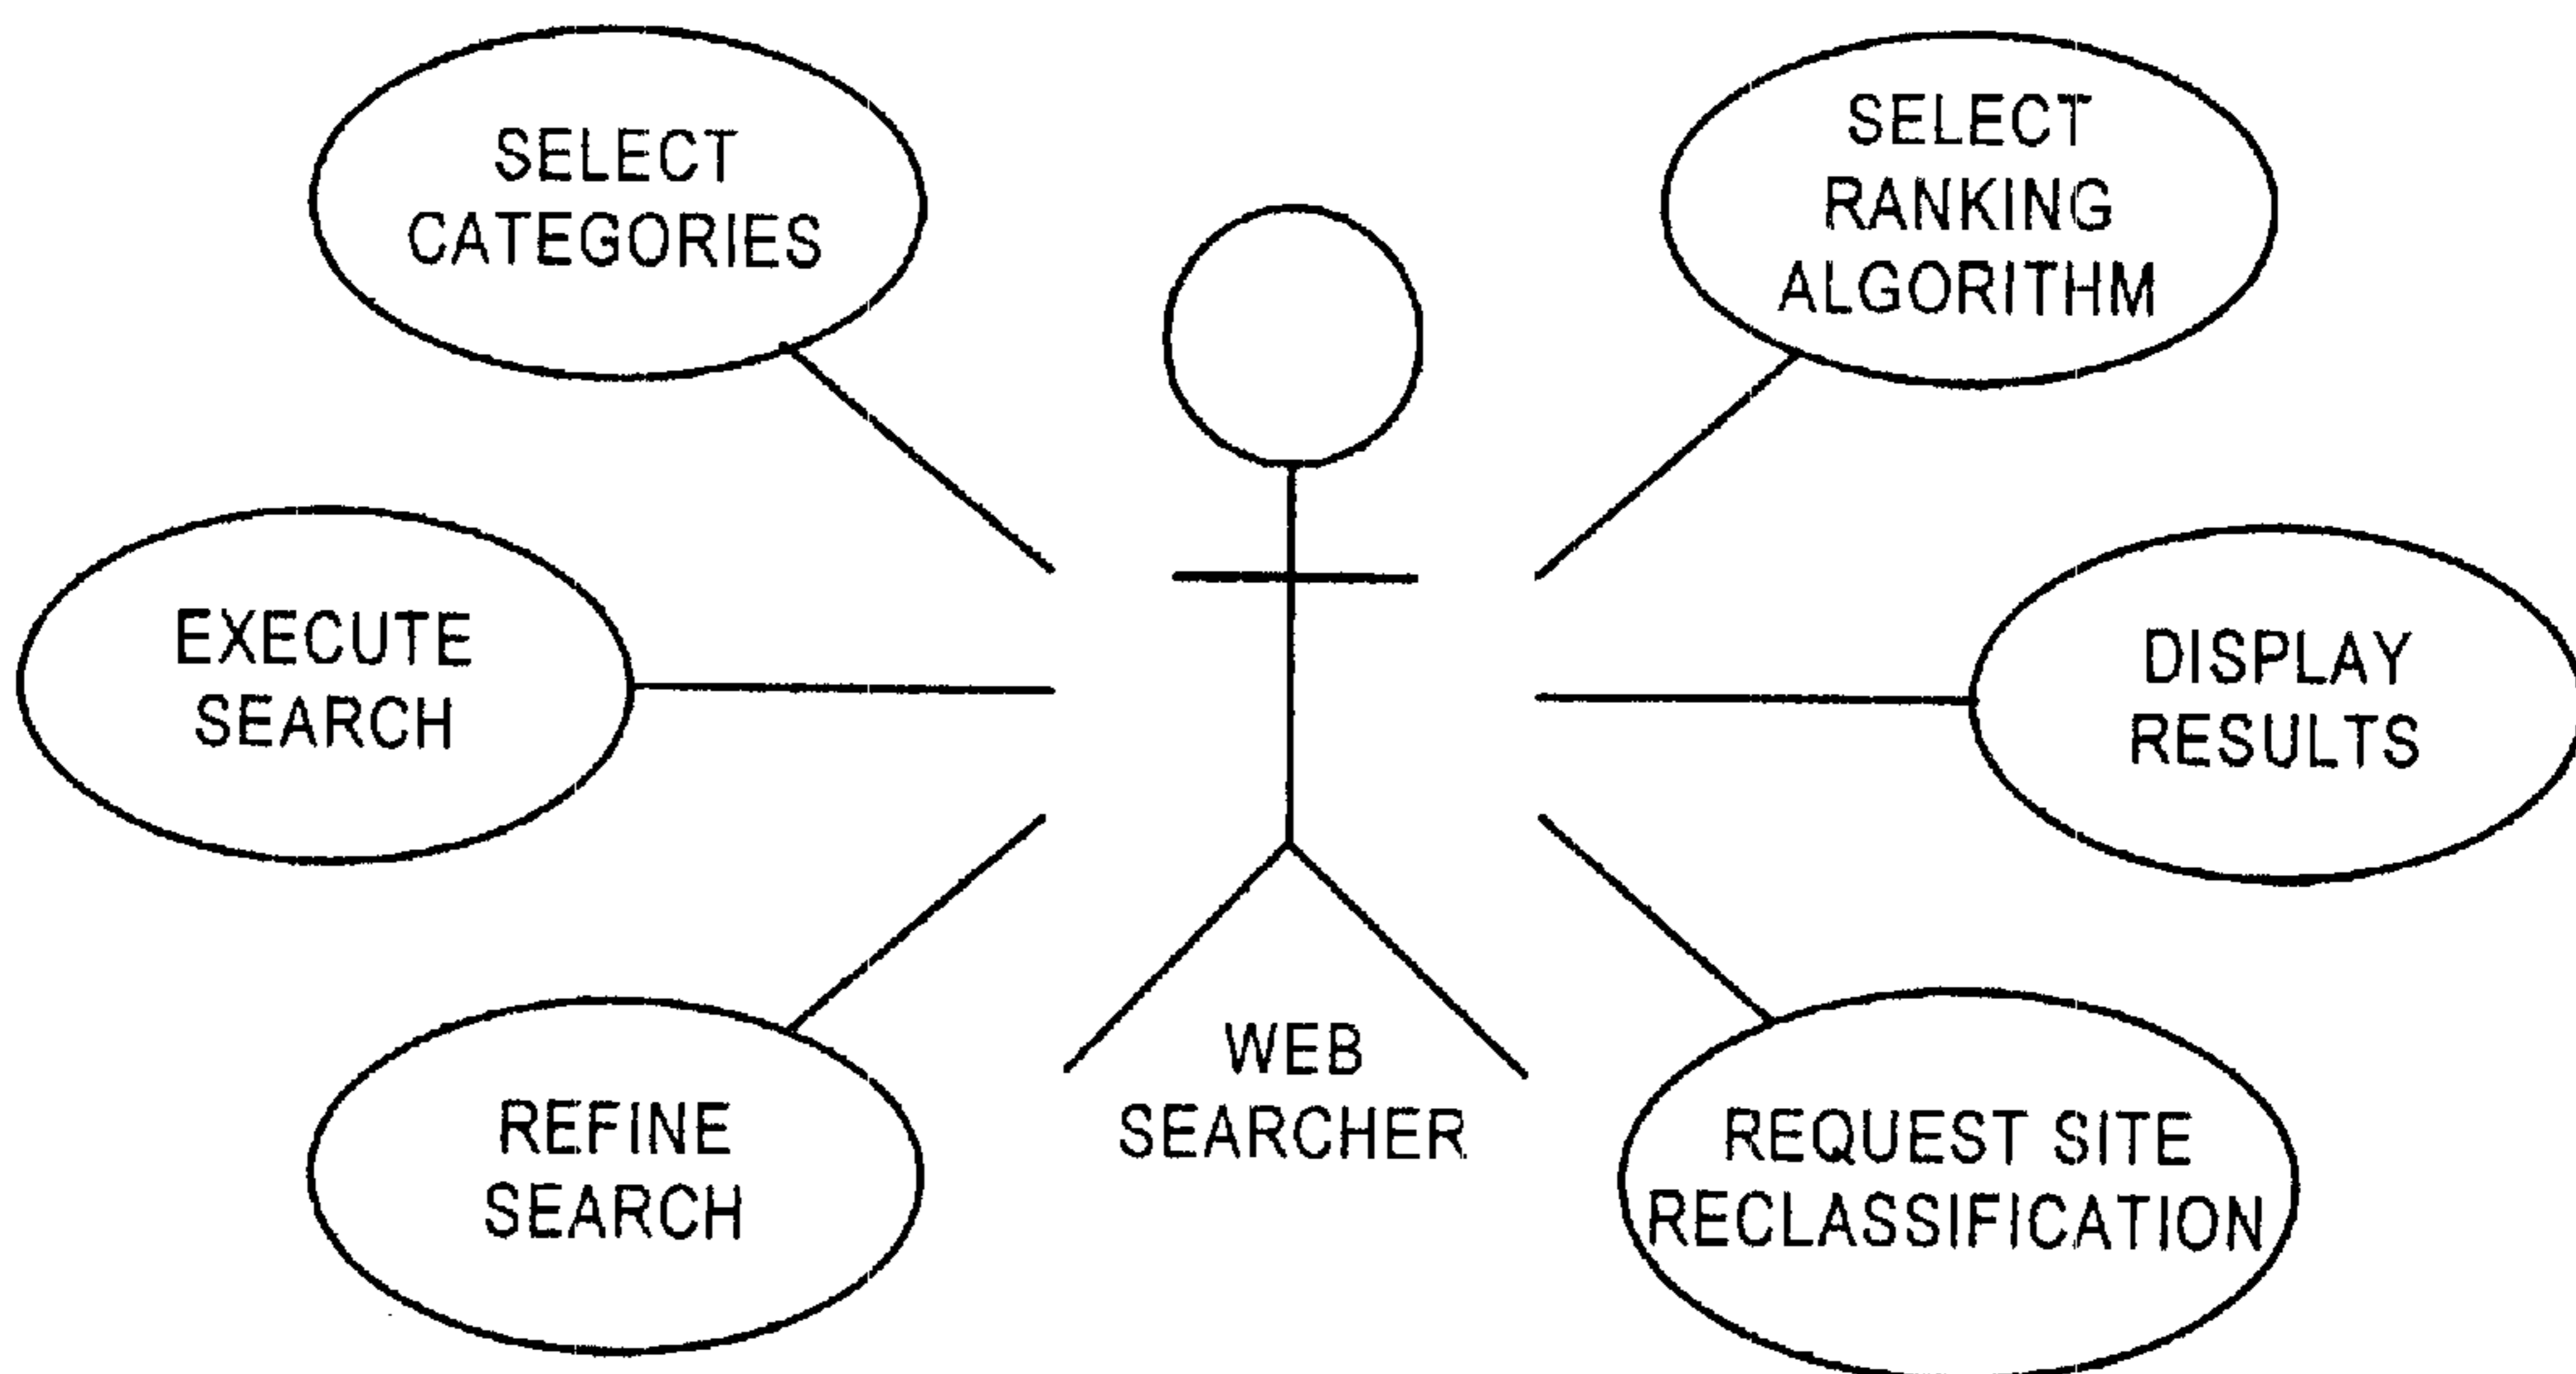 SELECT
CATEGORIES
SELECT
RANKING
ALGORITHM
EXECUTE
SEARCH
DISPLAY
RESULTS
REFINE
SEARCH
WEB
SEARCHER
REQUEST SITE
RECLASSIFICATION